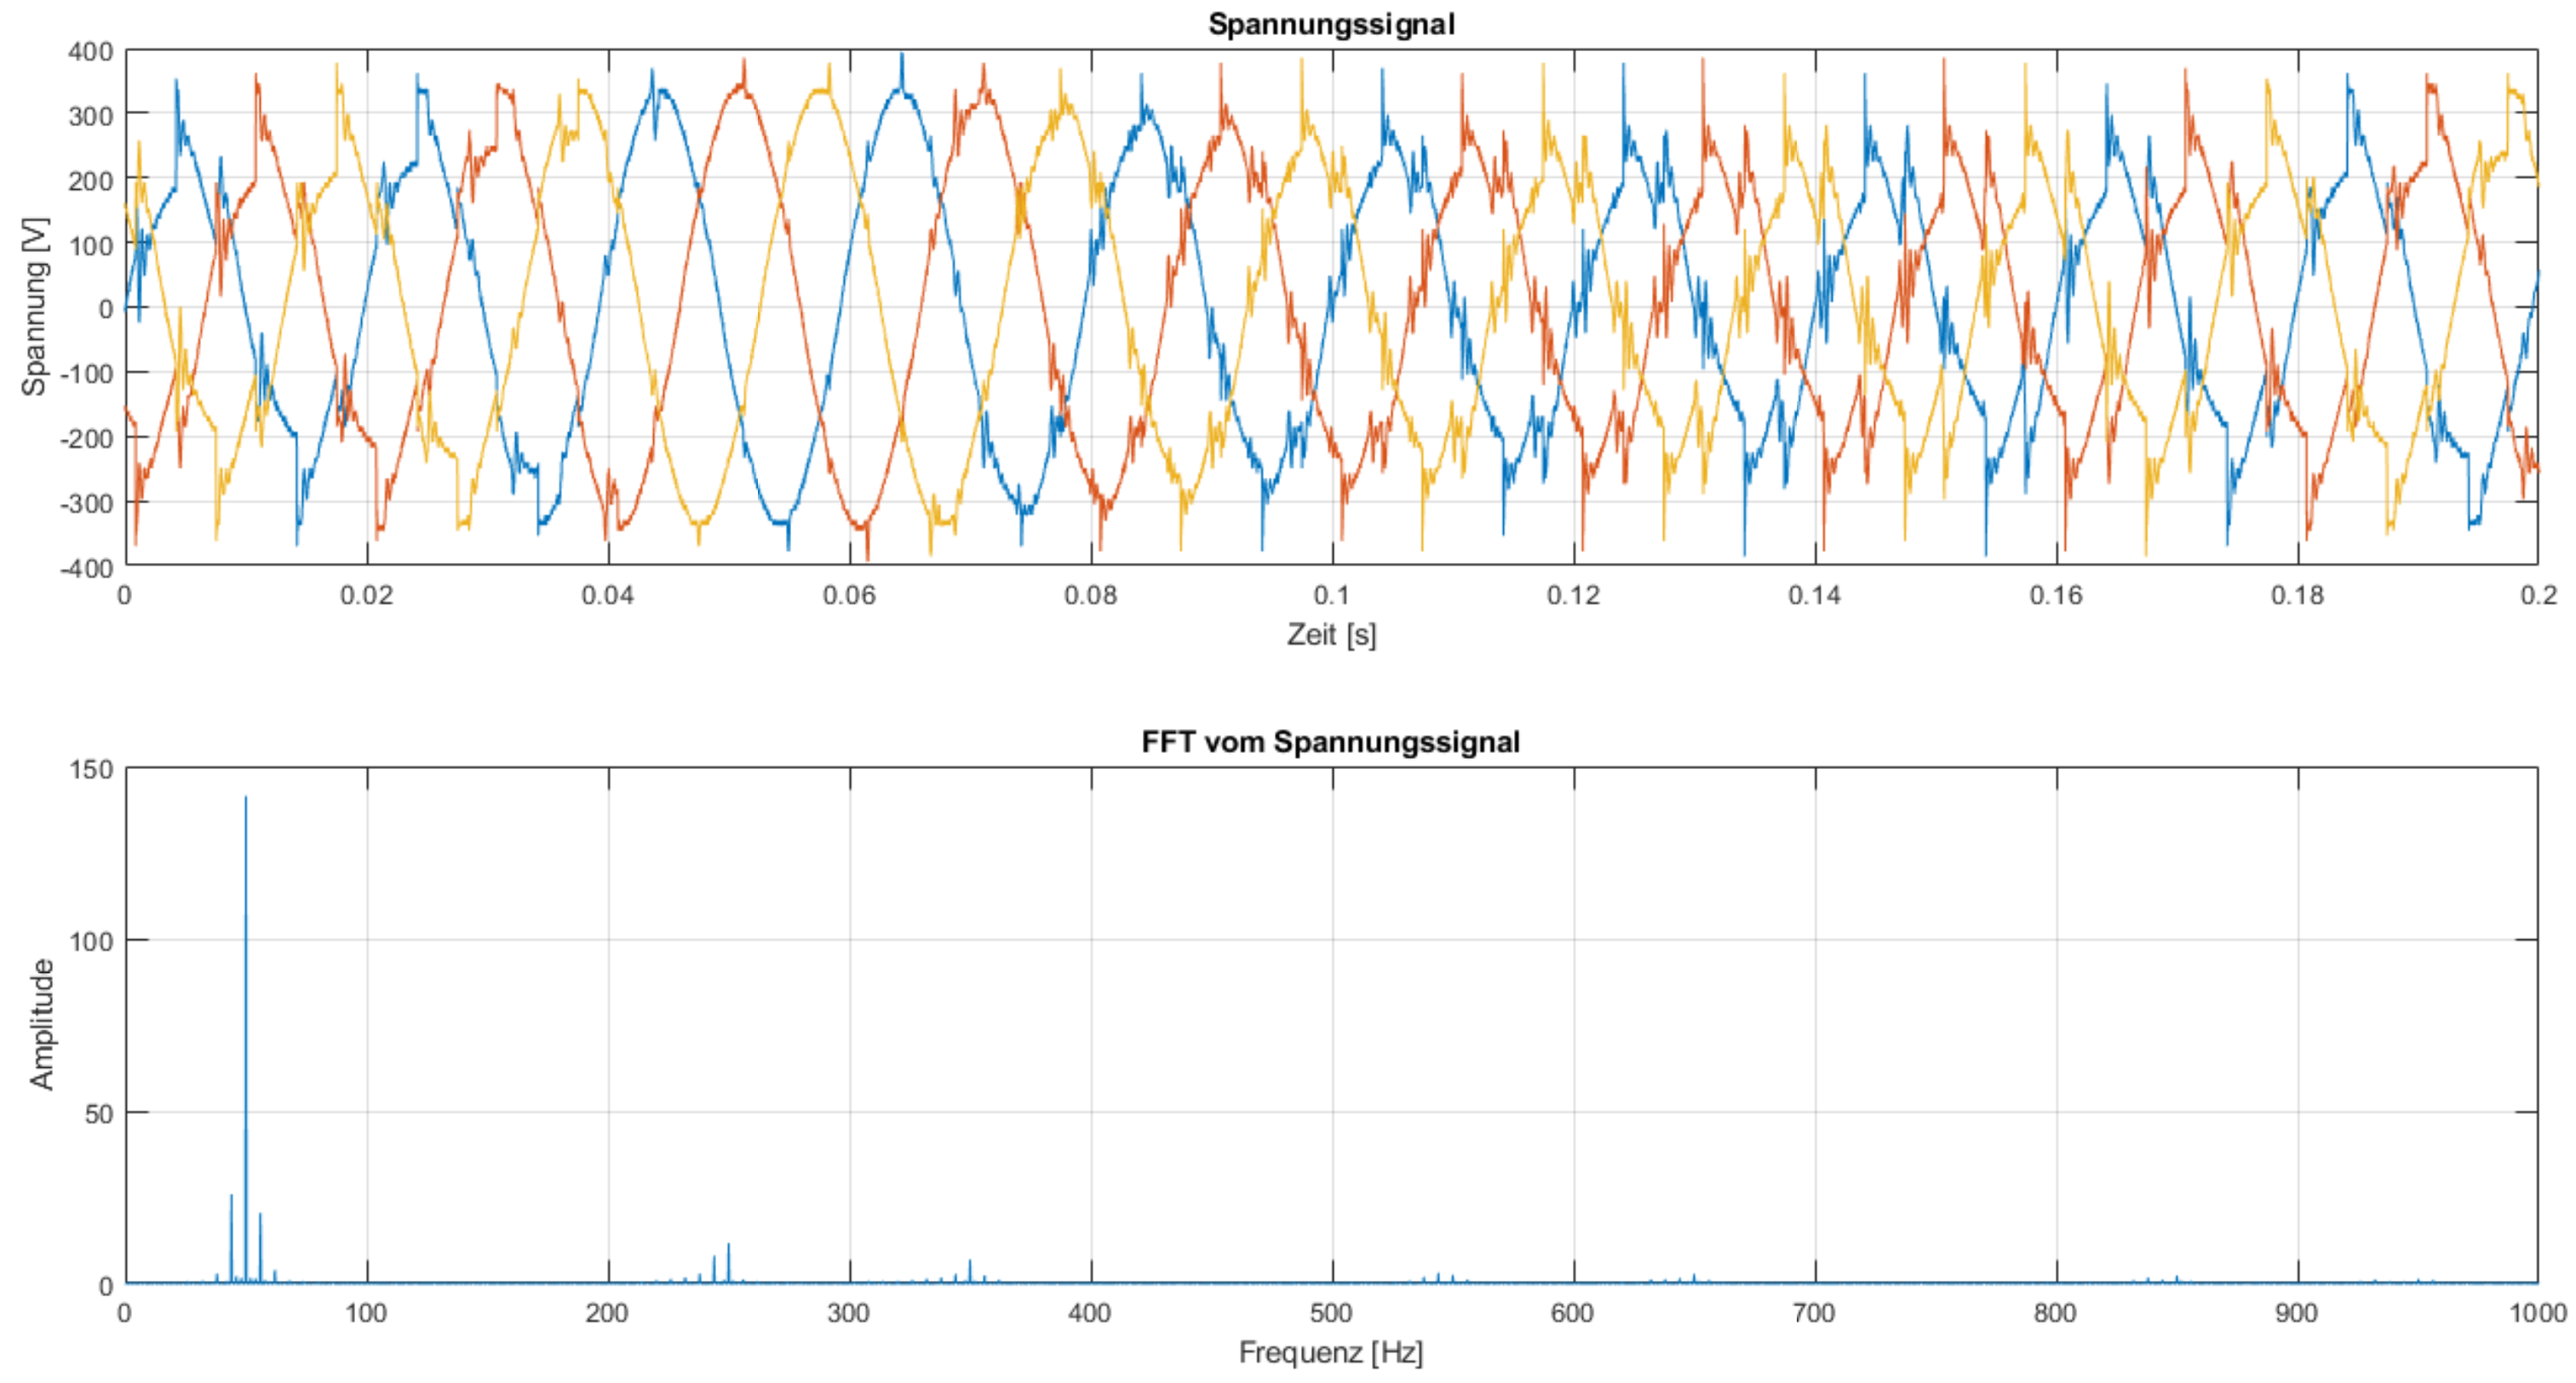 Spannungssignal
400
300
200
100
0
-100
-200
-300
-400
Spannung [V]
0 0.02 0.04 0.06 0.08 0.1 0.12 0.14 0.16 0.18 0.2
Zeit [s]
FFT vom Spannungssignal
150
100
50
0
Amplitude
0 100 200 300 400 500 600 700 800 900 1000
Frequenz [Hz]